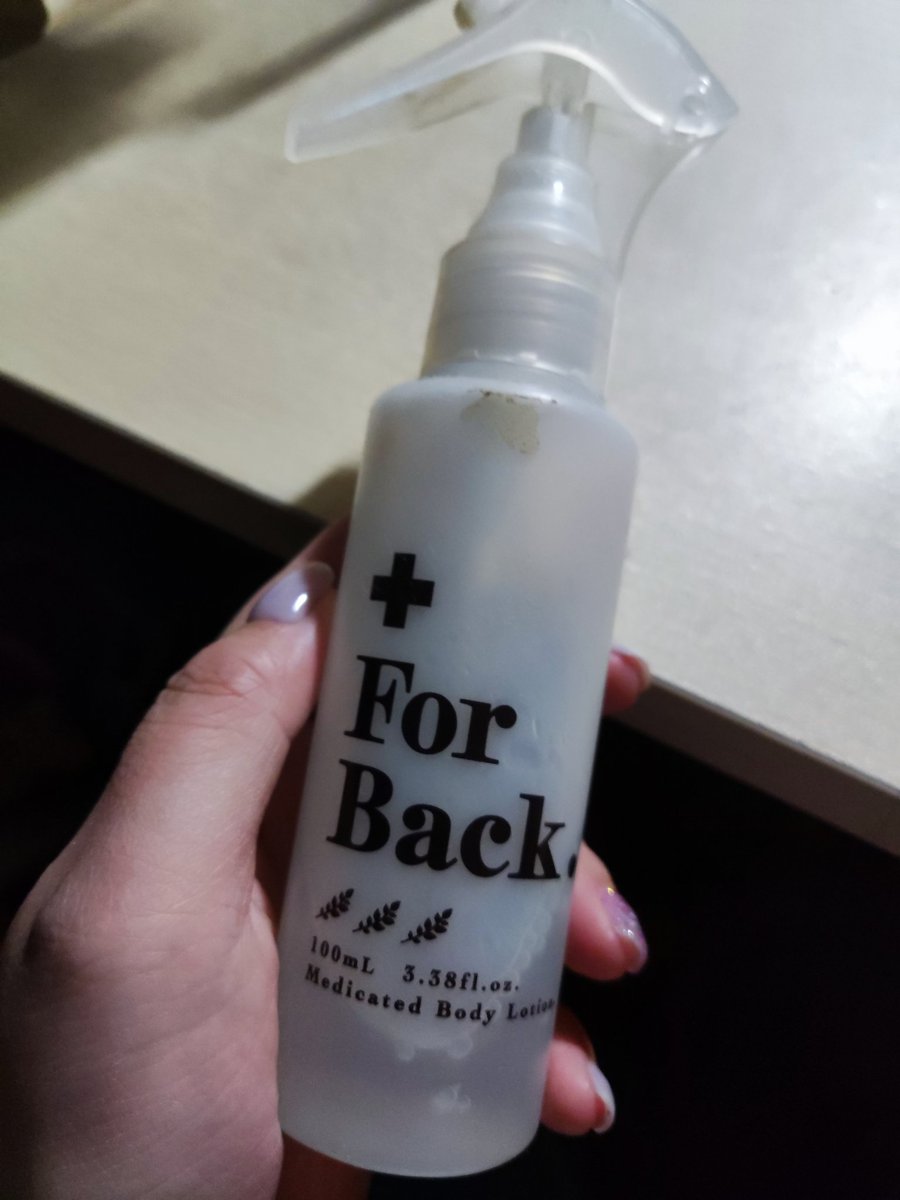 For
Back.
100mL 3.38fl.oz.
Medicated Body Lotion